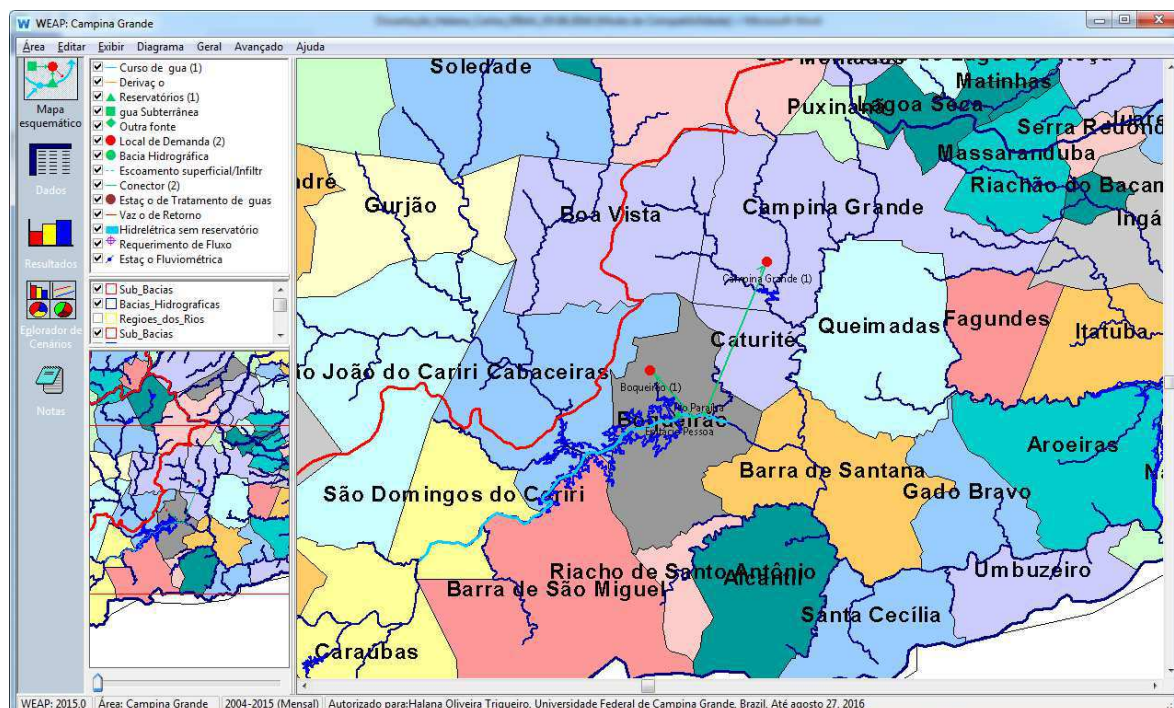 WEAP: Campina Grande
Área Editar Exibir Diagrama Geral Avançado Ajuda
Mapa esquemático
Dados
Resultados
Eplorador de Cenários
Notas
Curso de gua (1)
Derivaç o
Reservatórios (1)
gua Subterrânea
Outra fonte
Local de Demanda (2)
Bacia Hidrográfica
Escoamento superficial/Infiltr
Conector (2)
Estaç o de Tratamento de guas
Vaz o de Retorno
Hidrelétrica sem reservatório
Requerimento de Fluxo
Estaç o Fluviométrica
Sub_Bacias
Bacias_Hidrograficas
Regioes_dos_Rios
Sub_Bacias
Soledade
Matinhas
Puxinanã
Lagoa Seca
Serra Redond
Massaranduba
Riachão do Bacam
Gurjão
Boa Vista
Campina Grande
Ingá
Campina Grande (1)
Caturité
Queimadas
Fagundes
Itatuba
o João do Cariri
Cabaceiras
Boqueirão (1)
Rio Paraíba
Boqueirão
Epitácio Pessoa
Aroeiras
Barra de Santana
Gado Bravo
São Domingos do Cariri
Riacho de Santo Antônio
Alcantil
Umbuzeiro
Barra de São Miguel
Santa Cecília
Caraúbas
WEAP: 2015.0 Área: Campina Grande 2004-2015 (Mensal) Autorizado para:Halana Oliveira Trigueiro, Universidade Federal de Campina Grande, Brazil, Até agosto 27, 2016